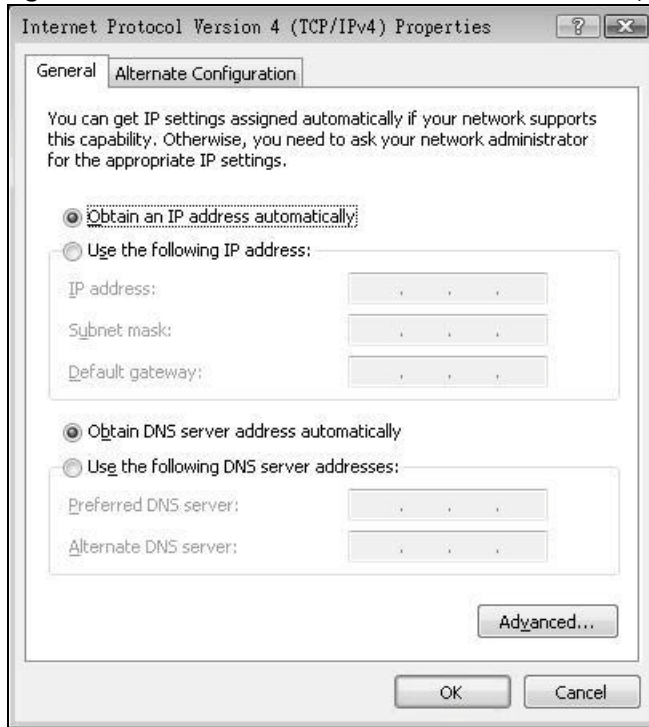 Internet Protocol Version 4 (TCP/IPv4) Properties
General
Alternate Configuration
You can get IP settings assigned automatically if your network supports
this capability. Otherwise, you need to ask your network administrator
for the appropriate IP settings.
Obtain an IP address automatically
Use the following IP address:
IP address:
Subnet mask:
Default gateway:
Obtain DNS server address automatically
Use the following DNS server addresses:
Preferred DNS server:
Alternate DNS server:
Advanced...
OK
Cancel